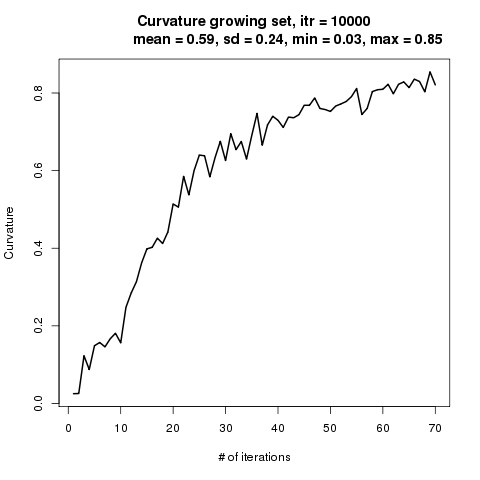 Curvature growing set, itr = 10000
mean = 0.59, sd = 0.24, min = 0.03, max = 0.85
Curvature
0.8
0.6
0.4
0.2
0.0
0 10 20 30 40 50 60 70
# of iterations